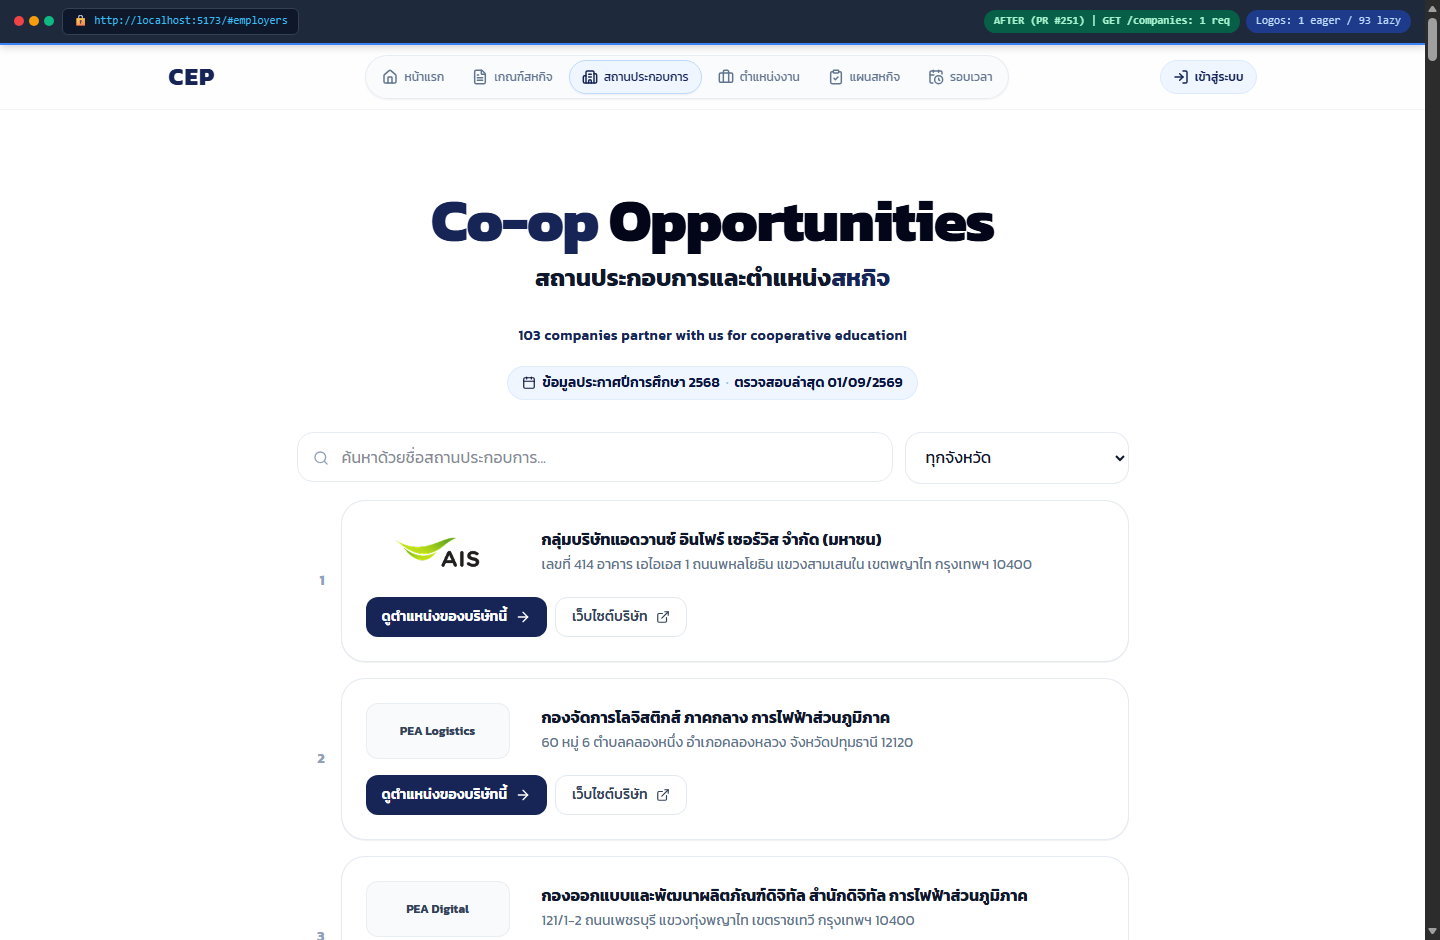 http://localhost:5173/#employers
AFTER (PR #251) | GET /companies: 1 req
Logos: 1 eager / 93 lazy
CEP
หน้าแรก
เกณฑ์สหกิจ
สถานประกอบการ
ตำแหน่งงาน
แผนสหกิจ
รอบเวลา
เข้าสู่ระบบ
Co-op Opportunities
สถานประกอบการและตำแหน่งสหกิจ
103 companies partner with us for cooperative education!
ข้อมูลประกาศปีการศึกษา 2568 · ตรวจสอบล่าสุด 01/09/2569
ค้นหาด้วยชื่อสถานประกอบการ...
ทุกจังหวัด
1
AIS
กลุ่มบริษัทแอดวานซ์ อินโฟร์ เซอร์วิส จำกัด (มหาชน)
เลขที่ 414 อาคาร เอไอเอส 1 ถนนพหลโยธิน แขวงสามเสนใน เขตพญาไท กรุงเทพฯ 10400
ดูตำแหน่งของบริษัทนี้
เว็บไซต์บริษัท
2
PEA Logistics
กองจัดการโลจิสติกส์ ภาคกลาง การไฟฟ้าส่วนภูมิภาค
60 หมู่ 6 ตำบลคลองหนึ่ง อำเภอคลองหลวง จังหวัดปทุมธานี 12120
ดูตำแหน่งของบริษัทนี้
เว็บไซต์บริษัท
3
PEA Digital
กองออกแบบและพัฒนาผลิตภัณฑ์ดิจิทัล สำนักดิจิทัล การไฟฟ้าส่วนภูมิภาค
121/1-2 ถนนเพชรบุรี แขวงทุ่งพญาไท เขตราชเทวี กรุงเทพฯ 10400